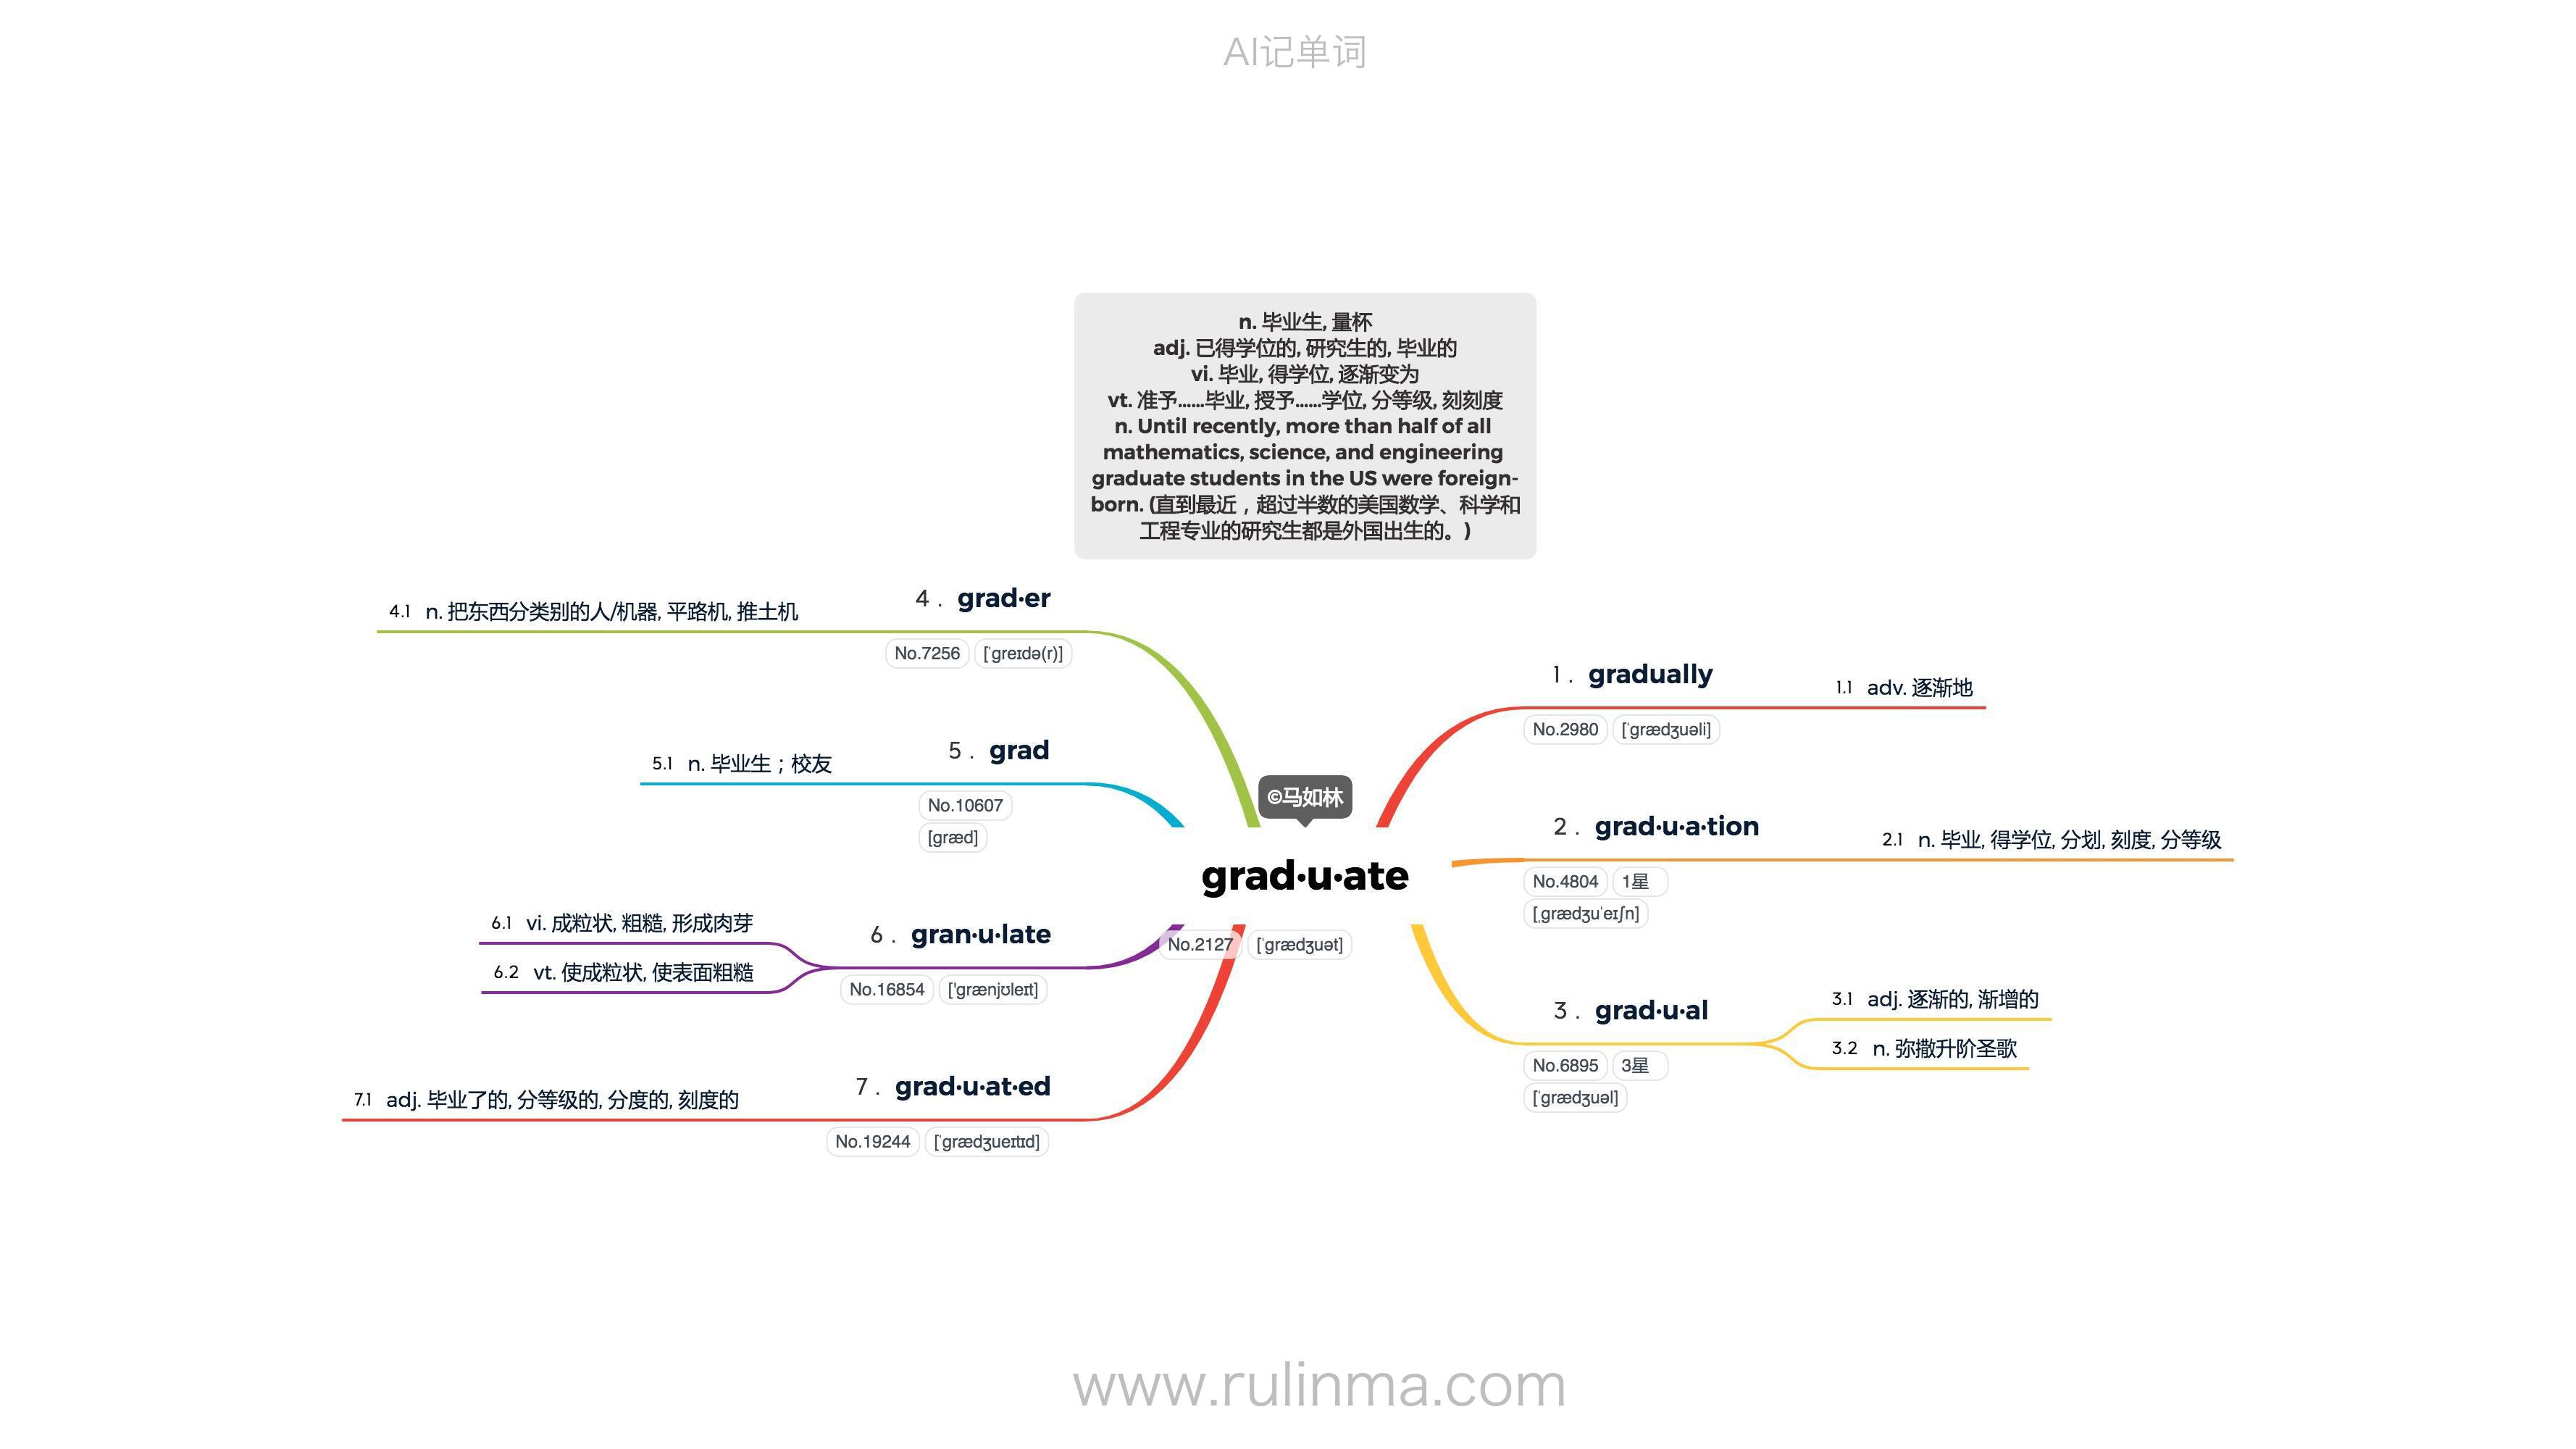 AI记单词
n. 毕业生, 量杯
adj. 已得学位的, 研究生的, 毕业的
vi. 毕业, 得学位, 逐渐变为
vt. 准予……毕业, 授予……学位, 分等级, 刻刻度
n. Until recently, more than half of all
mathematics, science, and engineering
graduate students in the US were foreign-
born. (直到最近，超过半数的美国数学、科学和
工程专业的研究生都是外国出生的。)
©马如林
grad·u·ate
No.2127 [ˈɡrædʒuət]
1. gradually
No.2980 [ˈɡrædʒuəli]
1.1 adv. 逐渐地
2. grad·u·a·tion
No.4804 1星
[ˌɡrædʒuˈeɪʃn]
2.1 n. 毕业, 得学位, 分划, 刻度, 分等级
3. grad·u·al
No.6895 3星
[ˈɡrædʒuəl]
3.1 adj. 逐渐的, 渐增的
3.2 n. 弥撒升阶圣歌
4. grad·er
No.7256 [ˈɡreɪdə(r)]
4.1 n. 把东西分类别的人/机器, 平路机, 推土机
5. grad
No.10607
[ɡræd]
5.1 n. 毕业生；校友
6. gran·u·late
No.16854 ['ɡrænjʊleɪt]
6.1 vi. 成粒状, 粗糙, 形成肉芽
6.2 vt. 使成粒状, 使表面粗糙
7. grad·u·at·ed
No.19244 [ˈɡrædʒueɪtɪd]
7.1 adj. 毕业了的, 分等级的, 分度的, 刻度的
www.rulinma.com